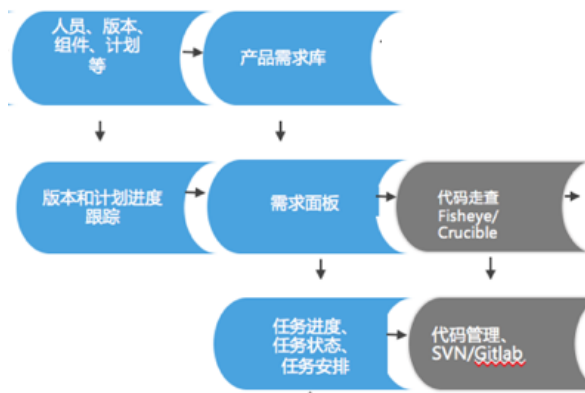 人员、版本、
组件、计划
等
产品需求库
版本和计划进度
跟踪
需求面板
代码走查
Fisheye/
Crucible
任务进度、
任务状态、
任务安排
代码管理、
SVN/Gitlab